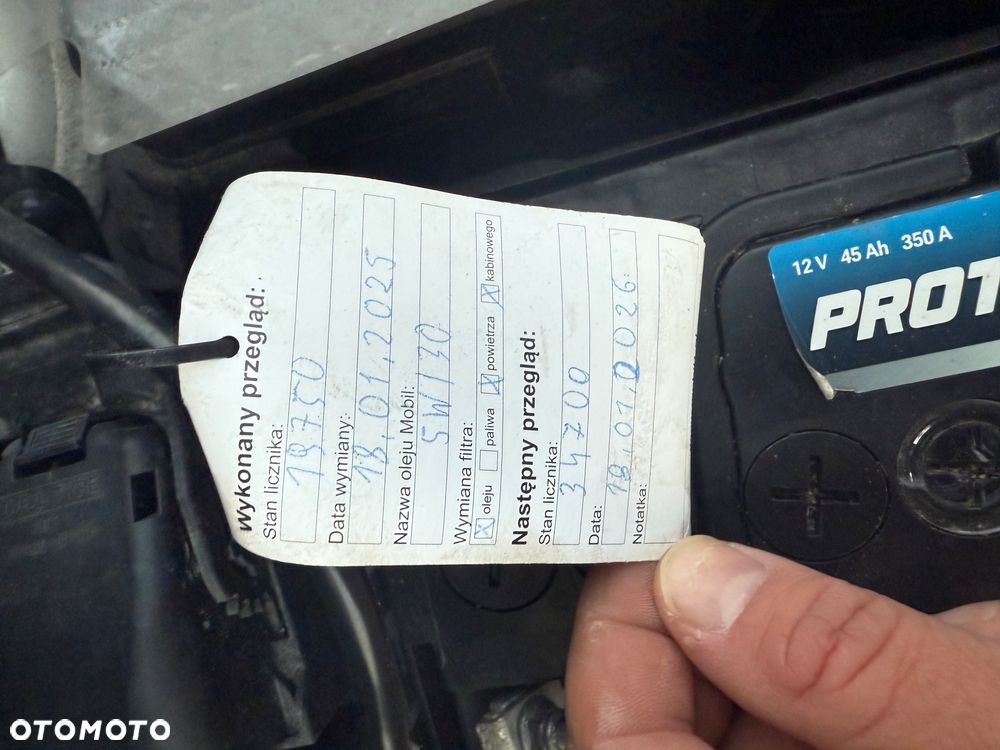 Wykonany przegląd:
Stan licznika:
19750
Data wymiany:
18.01.2025
Nazwa oleju Mobil:
5W/30
Wymiana filtra:
X oleju paliwa X powietrza X kabinowego
Następny przegląd:
Stan licznika:
34700
Data:
18.01.2026
Notatka:
12 V 45 Ah 350 A
PROT
OTOMOTO